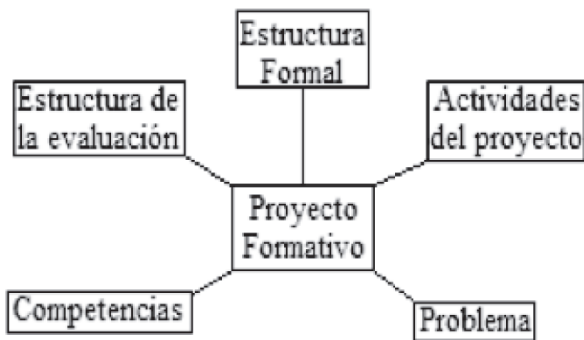 Estructura
Formal
Estructura de
la evaluación
Actividades
del proyecto
Proyecto
Formativo
Competencias
Problema